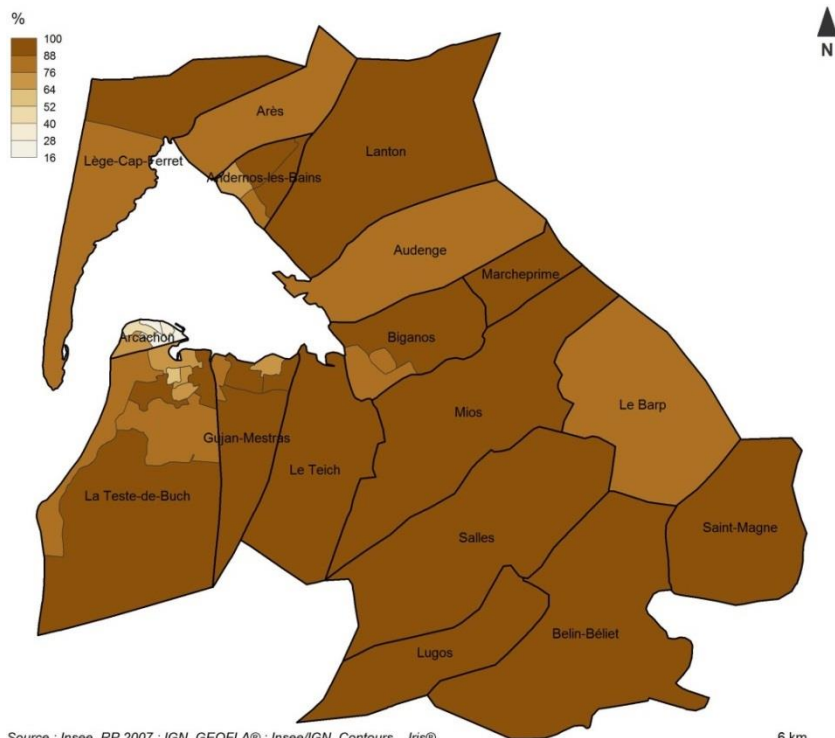 %
100
88
76
64
52
40
28
16
N
Arès
Lanton
Lège-Cap-Ferret
Andernos-les-Bains
Audenge
Marcheprime
Biganos
Arcachon
Le Barp
Mios
Gujan-Mestras
Le Teich
La Teste-de-Buch
Saint-Magne
Salles
Belin-Béliet
Lugos
Source : Insee, RP 2007 ; IGN, GEOFLA® ; Insee/IGN, Contours... Iris®
6 km